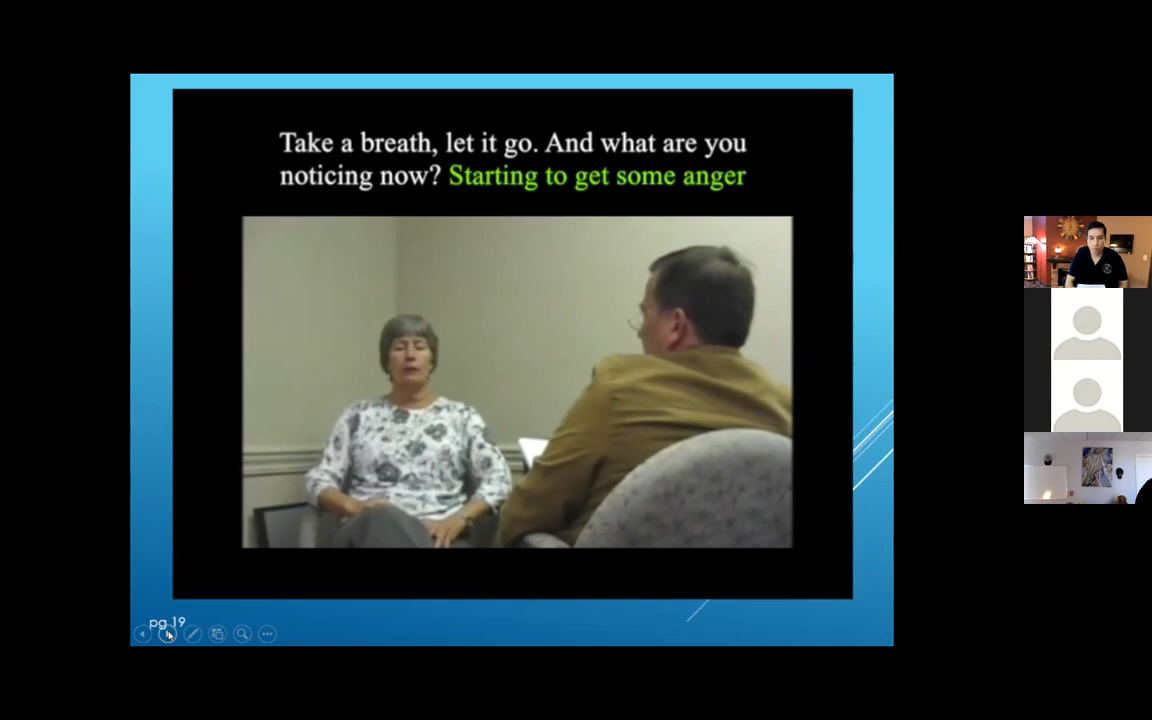 Take a breath, let it go. And what are you
noticing now? Starting to get some anger
pg 19